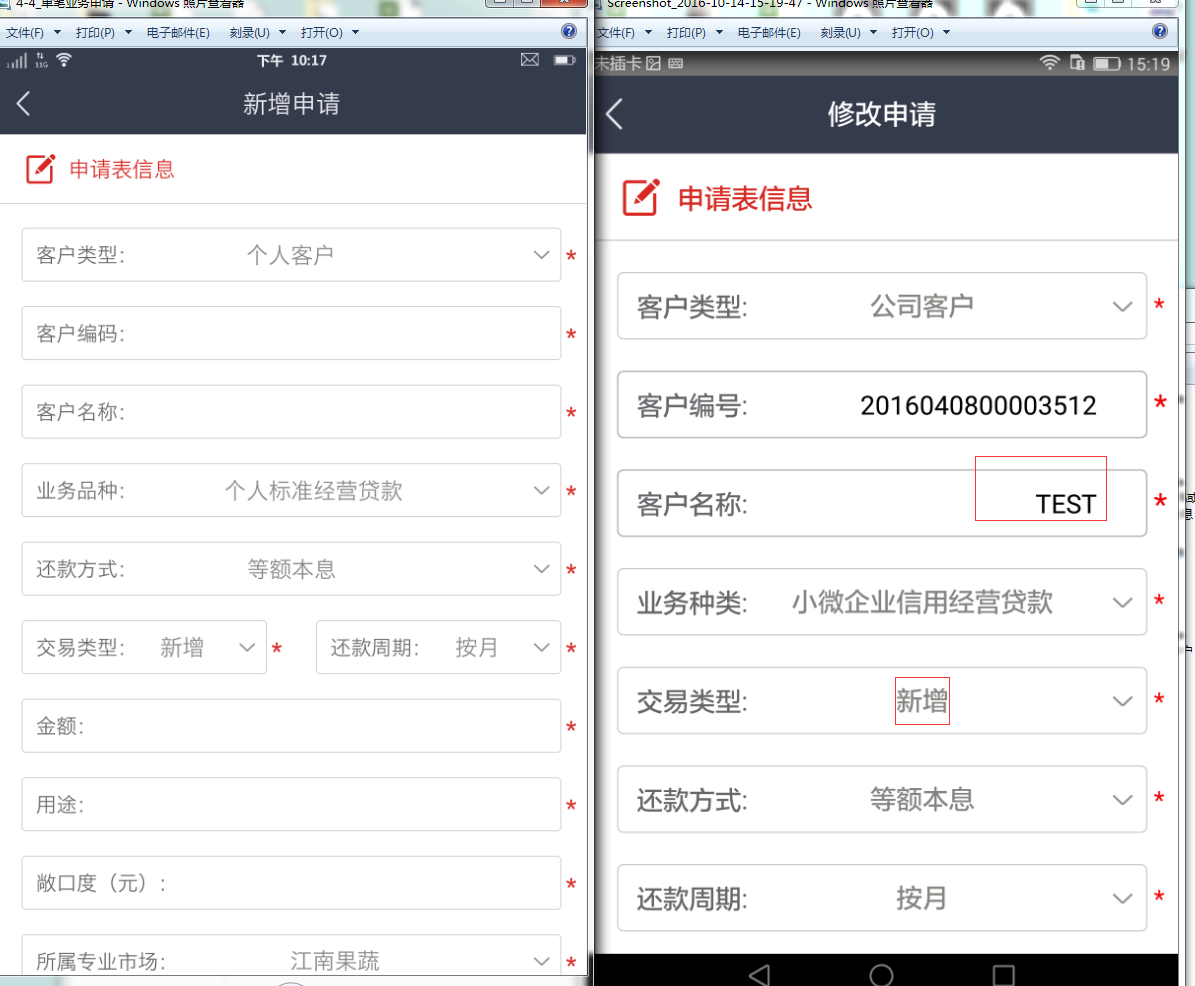 4-4_单笔业务申请 - Windows 照片查看器
文件(F) 打印(P) 电子邮件(E) 刻录(U) 打开(O)
下午 10:17
新增申请
申请表信息
客户类型: 个人客户 *
客户编码: *
客户名称: *
业务品种: 个人标准经营贷款 *
还款方式: 等额本息 *
交易类型: 新增 * 还款周期: 按月 *
金额: *
用途: *
敞口度（元）: *
所属专业市场: 江南果蔬 *
Screenshot_2016-10-14-15-19-47 - Windows 照片查看器
文件(F) 打印(P) 电子邮件(E) 刻录(U) 打开(O)
未插卡 15:19
修改申请
申请表信息
客户类型: 公司客户 *
客户编号: 2016040800003512 *
客户名称: TEST *
业务种类: 小微企业信用经营贷款 *
交易类型: 新增 *
还款方式: 等额本息 *
还款周期: 按月 *